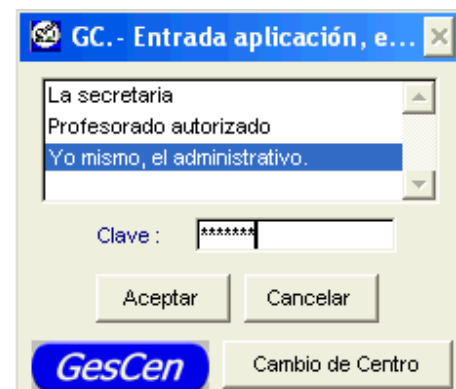 GC.- Entrada aplicación, e...
La secretaria
Profesorado autorizado
Yo mismo, el administrativo.
Clave : *******
Aceptar Cancelar
GesCen Cambio de Centro